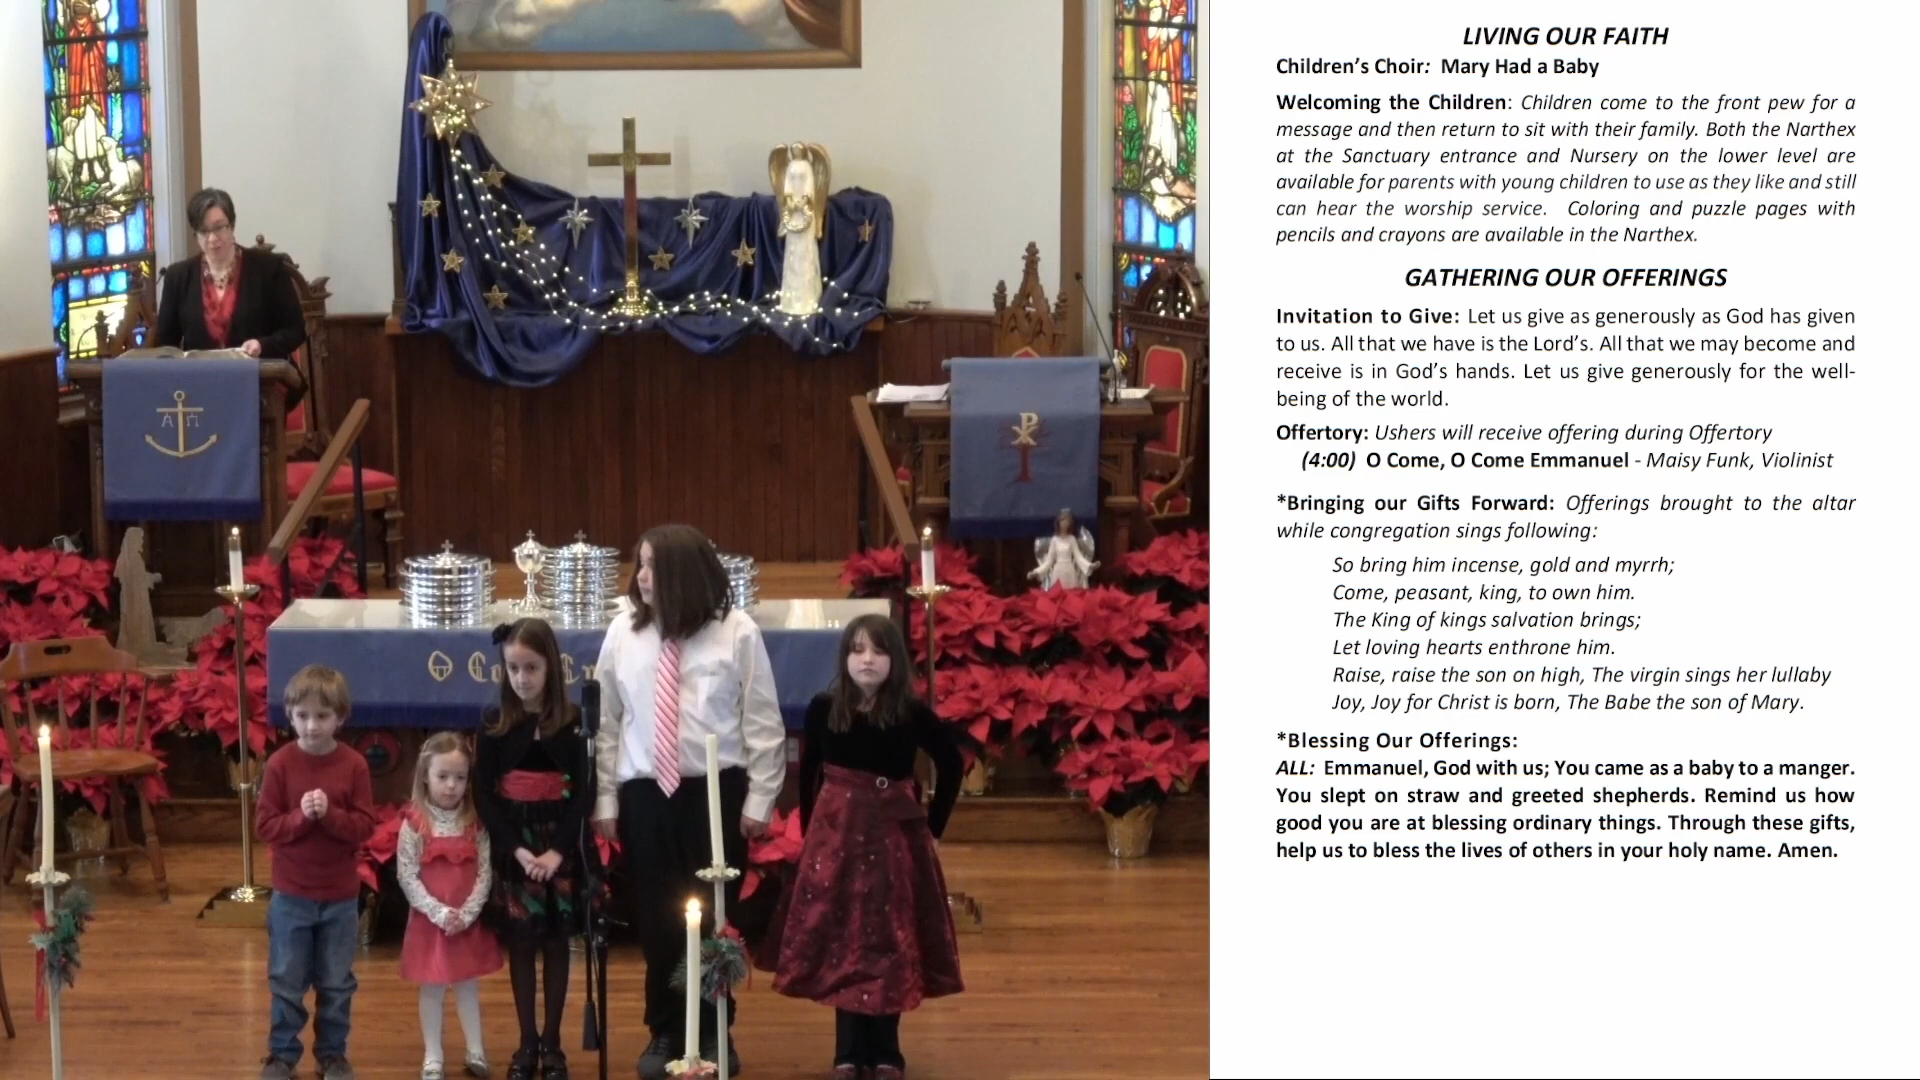 LIVING OUR FAITH
Children's Choir: Mary Had a Baby
Welcoming the Children: Children come to the front pew for a
message and then return to sit with their family. Both the Narthex
at the Sanctuary entrance and Nursery on the lower level are
available for parents with young children to use as they like and still
can hear the worship service. Coloring and puzzle pages with
pencils and crayons are available in the Narthex.
GATHERING OUR OFFERINGS
Invitation to Give: Let us give as generously as God has given
to us. All that we have is the Lord's. All that we may become and
receive is in God's hands. Let us give generously for the well-
being of the world.
Offertory: Ushers will receive offering during Offertory
(4:00) O Come, O Come Emmanuel - Maisy Funk, Violinist
*Bringing our Gifts Forward: Offerings brought to the altar
while congregation sings following:
So bring him incense, gold and myrrh;
Come, peasant, king, to own him.
The King of kings salvation brings;
Let loving hearts enthrone him.
Raise, raise the son on high, The virgin sings her lullaby
Joy, Joy for Christ is born, The Babe the son of Mary.
*Blessing Our Offerings:
ALL: Emmanuel, God with us; You came as a baby to a manger.
You slept on straw and greeted shepherds. Remind us how
good you are at blessing ordinary things. Through these gifts,
help us to bless the lives of others in your holy name. Amen.